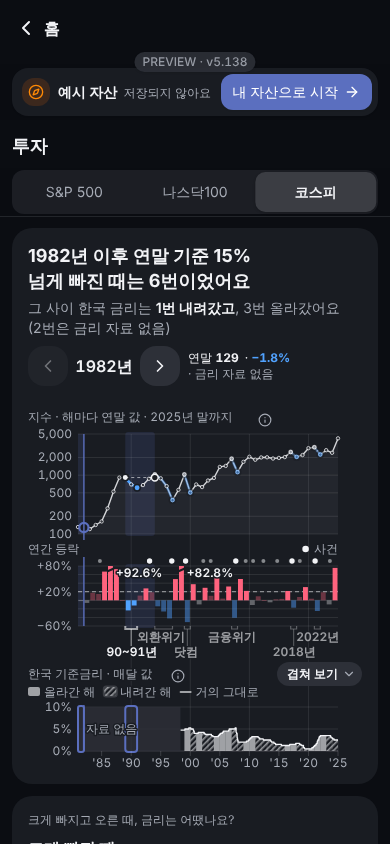 홈
PREVIEW · v5.138
예시 자산 저장되지 않아요
내 자산으로 시작 →
투자
S&P 500
나스닥100
코스피
1982년 이후 연말 기준 15%
넘게 빠진 때는 6번이었어요
그 사이 한국 금리는 1번 내려갔고, 3번 올라갔어요
(2번은 금리 자료 없음)
1982년
연말 129 · −1.8%
· 금리 자료 없음
지수 · 해마다 연말 값 · 2025년 말까지
5,000
2,000
1,000
500
200
100
연간 등락
사건
+80%
+92.6%
+82.8%
+20%
−60%
외환위기
금융위기
2022년
90~91년
닷컴
2018년
한국 기준금리 · 매달 값
겹쳐 보기
올라간 해
내려간 해
거의 그대로
10%
5%
자료 없음
0%
'85 '90 '95 '00 '05 '10 '15 '20 '25
크게 빠지고 오른 때, 금리는 어땠나요?